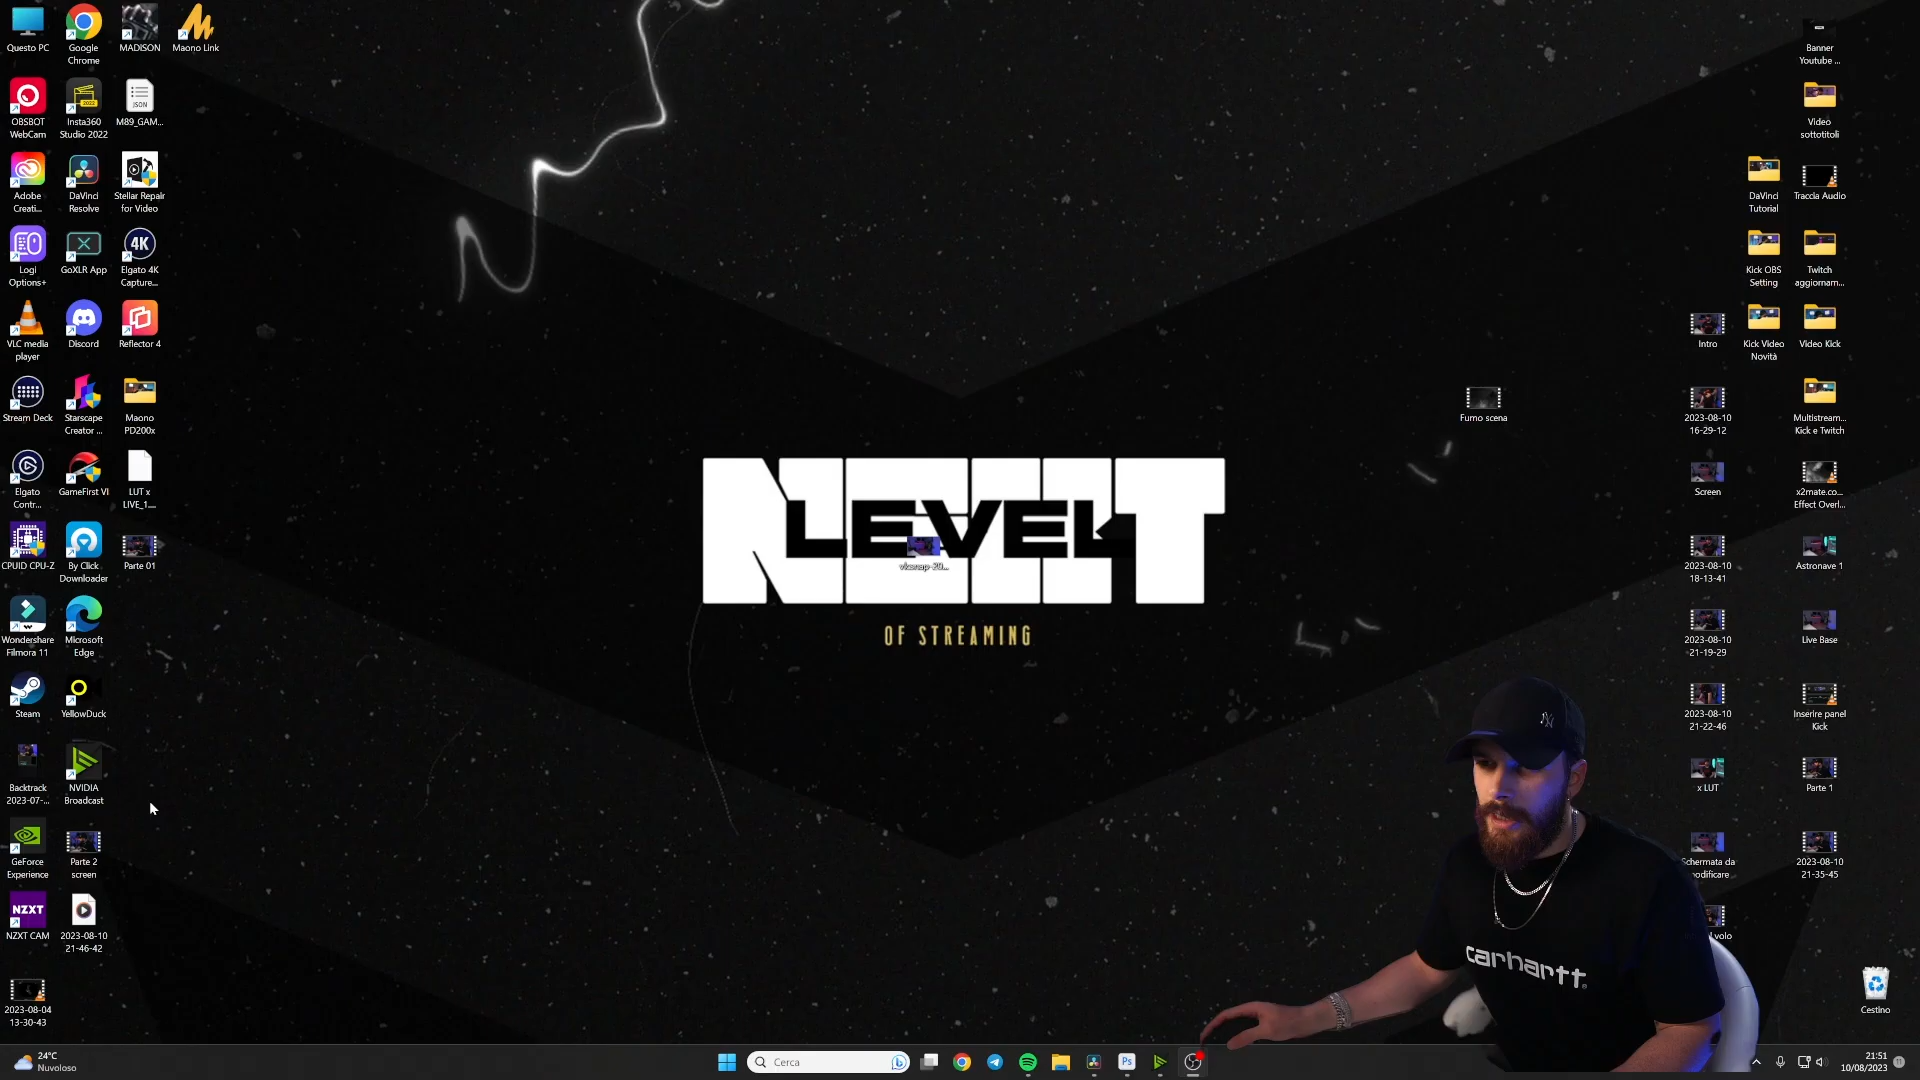 Questo PC
Google
Chrome
MADISON
Maono Link
OBSBOT
WebCam
Insta360
Studio 2022
M89_GAM...
JSON
Adobe
Creati...
DaVinci
Resolve
Stellar Repair
for Video
Logi
Options+
GoXLR App
4K
Elgato 4K
Capture...
VLC media
player
Discord
Reflector 4
Stream Deck
Starscape
Creator ...
Maono
PD200x
Elgato
Contr...
GameFirst VI
LUT x
LIVE_1....
CPUID CPU-Z
By Click
Downloader
Parte 01
Wondershare
Filmora 11
Microsoft
Edge
Steam
YellowDuck
Backtrack
2023-07-...
NVIDIA
Broadcast
GeForce
Experience
Parte 2
screen
NZXT
NZXT CAM
2023-08-10
21-46-42
2023-08-04
13-30-43
NEXT
LEVEL
OF STREAMING
Fumo scena
Banner
Youtube ...
Video
sottotitoli
DaVinci
Tutorial
Traccia Audio
Kick OBS
Setting
Twitch
aggiornam...
Intro
Kick Video
Novità
Video Kick
2023-08-10
16-29-12
Multistream...
Kick e Twitch
Screen
x2mate.co...
Effect Overl...
2023-08-10
18-13-41
Astronave 1
2023-08-10
21-19-29
Live Base
2023-08-10
21-22-46
Inserire panel
Kick
x LUT
Parte 1
Schermata da
2023-08-10
21-35-45
volo
carhartt
Cestino
24°C
Nuvoloso
Cerca
Ps
21:51
10/08/2023